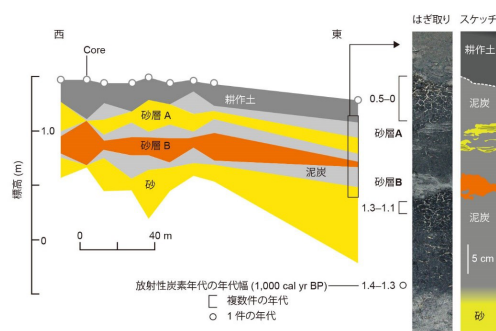 西
Core
東
はぎ取り スケッチ
耕作土
砂層 A
砂層 B
泥炭
砂
標高 (m)
1.0
0
0 40 m
0.5–0
砂層A
砂層B
1.3–1.1
1.4–1.3
放射性炭素年代の年代幅 (1,000 cal yr BP)
複数件の年代
1 件の年代
耕作土
泥炭
泥炭
5 cm
砂